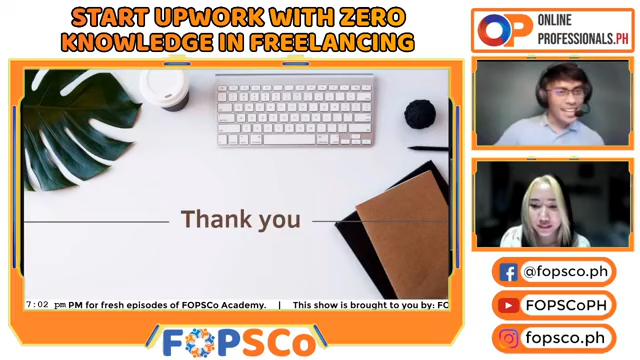 START UPWORK WITH ZERO
KNOWLEDGE IN FREELANCING
OP ONLINE
PROFESSIONALS.PH
Thank you
7:02 pm PM for fresh episodes of FOPSCo Academy. | This show is brought to you by: FO
FOPSCo
@fopsco.ph
FOPSCoPH
fopsco.ph